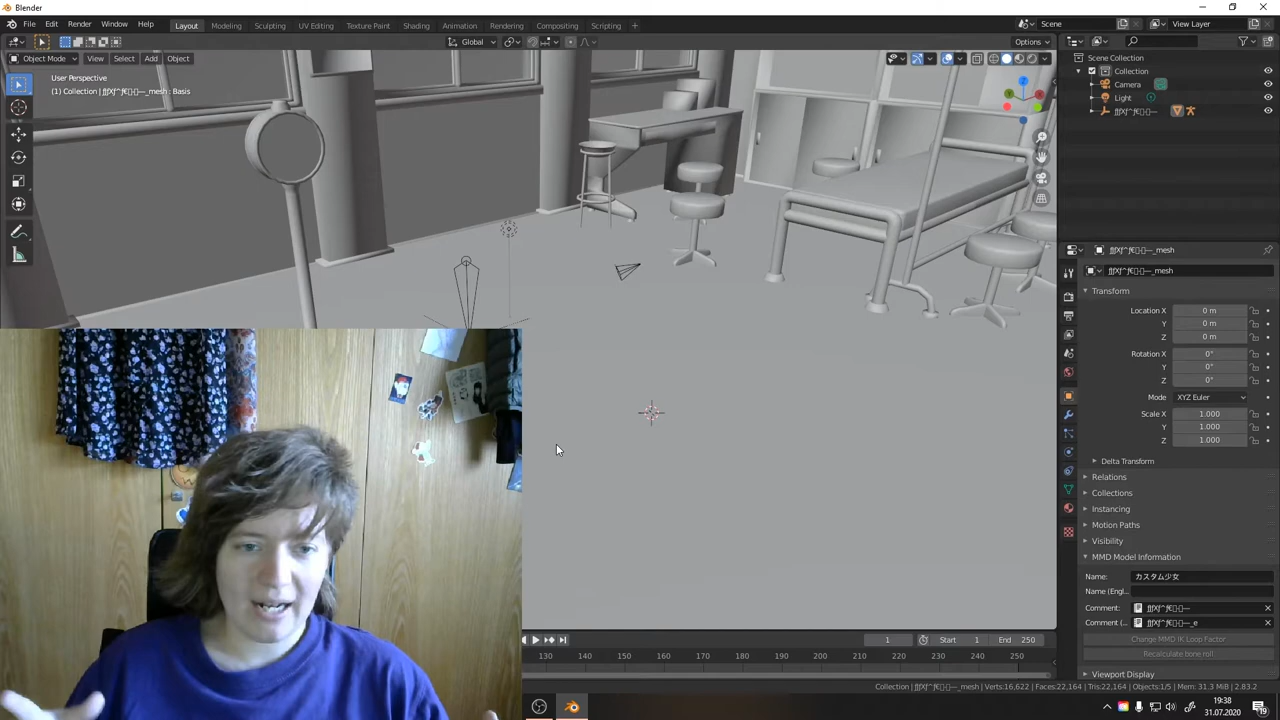 Blender
File Edit Render Window Help
Layout Modeling Sculpting UV Editing Texture Paint Shading Animation Rendering Compositing Scripting +
Scene
View Layer
Global
Options
Object Mode
View Select Add Object
User Perspective
Scene Collection
Collection
Camera
Light
Transform
Location X 0 m
Y 0 m
Z 0 m
Rotation X 0°
Y 0°
Z 0°
Mode XYZ Euler
Scale X 1.000
Y 1.000
Z 1.000
Delta Transform
Relations
Collections
Instancing
Motion Paths
Visibility
MMD Model Information
Name: カスタム少女
Name (Engl...
Comment:
Comment (...
Change MMD IK Loop Factor
Recalculate bone roll
Viewport Display
1 Start 1 End 250
130 140 150 160 170 180 190 200 210 220 230 240 250
19:38
31.07.2020